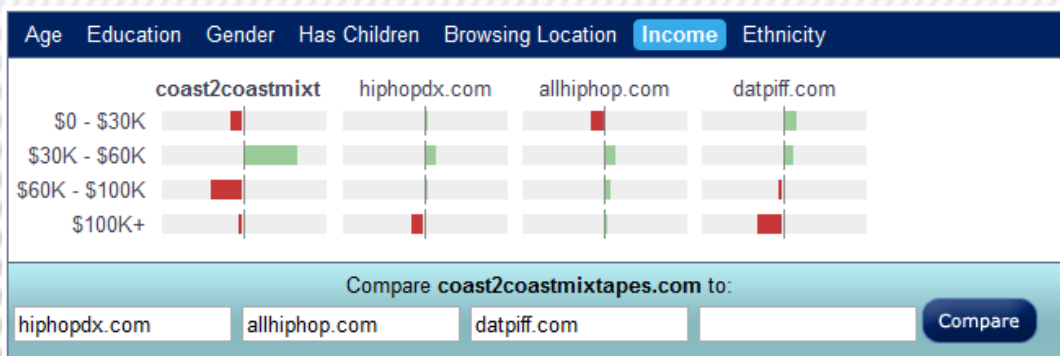 Age Education Gender Has Children Browsing Location Income Ethnicity
coast2coastmixt hiphopdx.com allhiphop.com datpiff.com
$0 - $30K
$30K - $60K
$60K - $100K
$100K+
Compare coast2coastmixtapes.com to:
hiphopdx.com allhiphop.com datpiff.com Compare